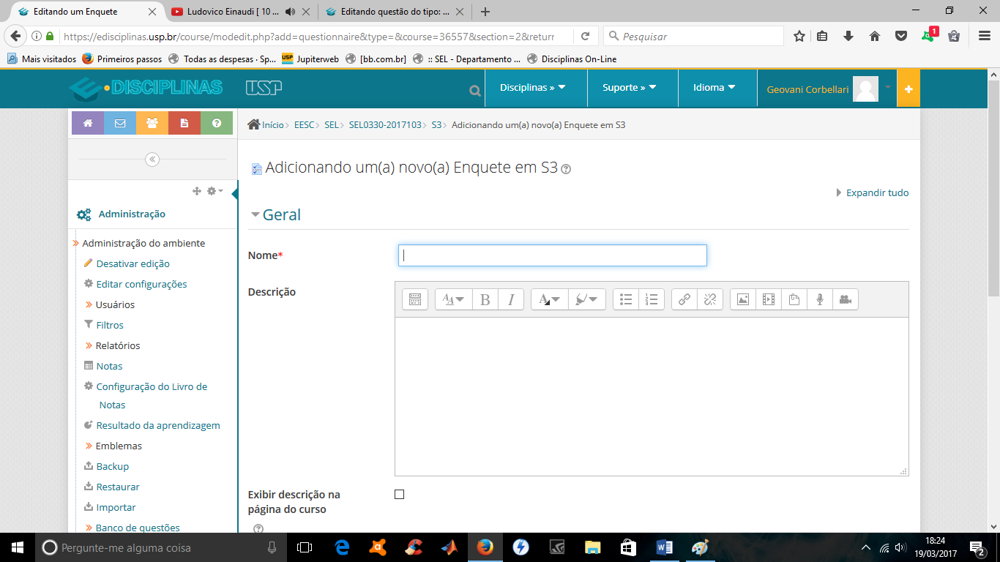 Editando um Enquete
Ludovico Einaudi [ 10 ...
Editando questão do tipo: ...
https://edisciplinas.usp.br/course/modedit.php?add=questionnaire&type=&course=36557&section=2&return
Pesquisar
1
Mais visitados
Primeiros passos
Todas as despesas · Sp...
USP Jupiterweb
[bb.com.br]
:: SEL - Departamento ...
Disciplinas On-Line
DISCIPLINAS
USP
Disciplinas »
Suporte »
Idioma
Geovani Corbellari
Início
EESC
SEL
SEL0330-2017103
S3
Adicionando um(a) novo(a) Enquete em S3
Adicionando um(a) novo(a) Enquete em S3
Expandir tudo
Administração
Geral
Administração do ambiente
Desativar edição
Editar configurações
Usuários
Filtros
Relatórios
Notas
Configuração do Livro de
Notas
Resultado da aprendizagem
Emblemas
Backup
Restaurar
Importar
Banco de questões
Nome*
Descrição
Exibir descrição na
página do curso
Pergunte-me alguma coisa
18:24
19/03/2017
2